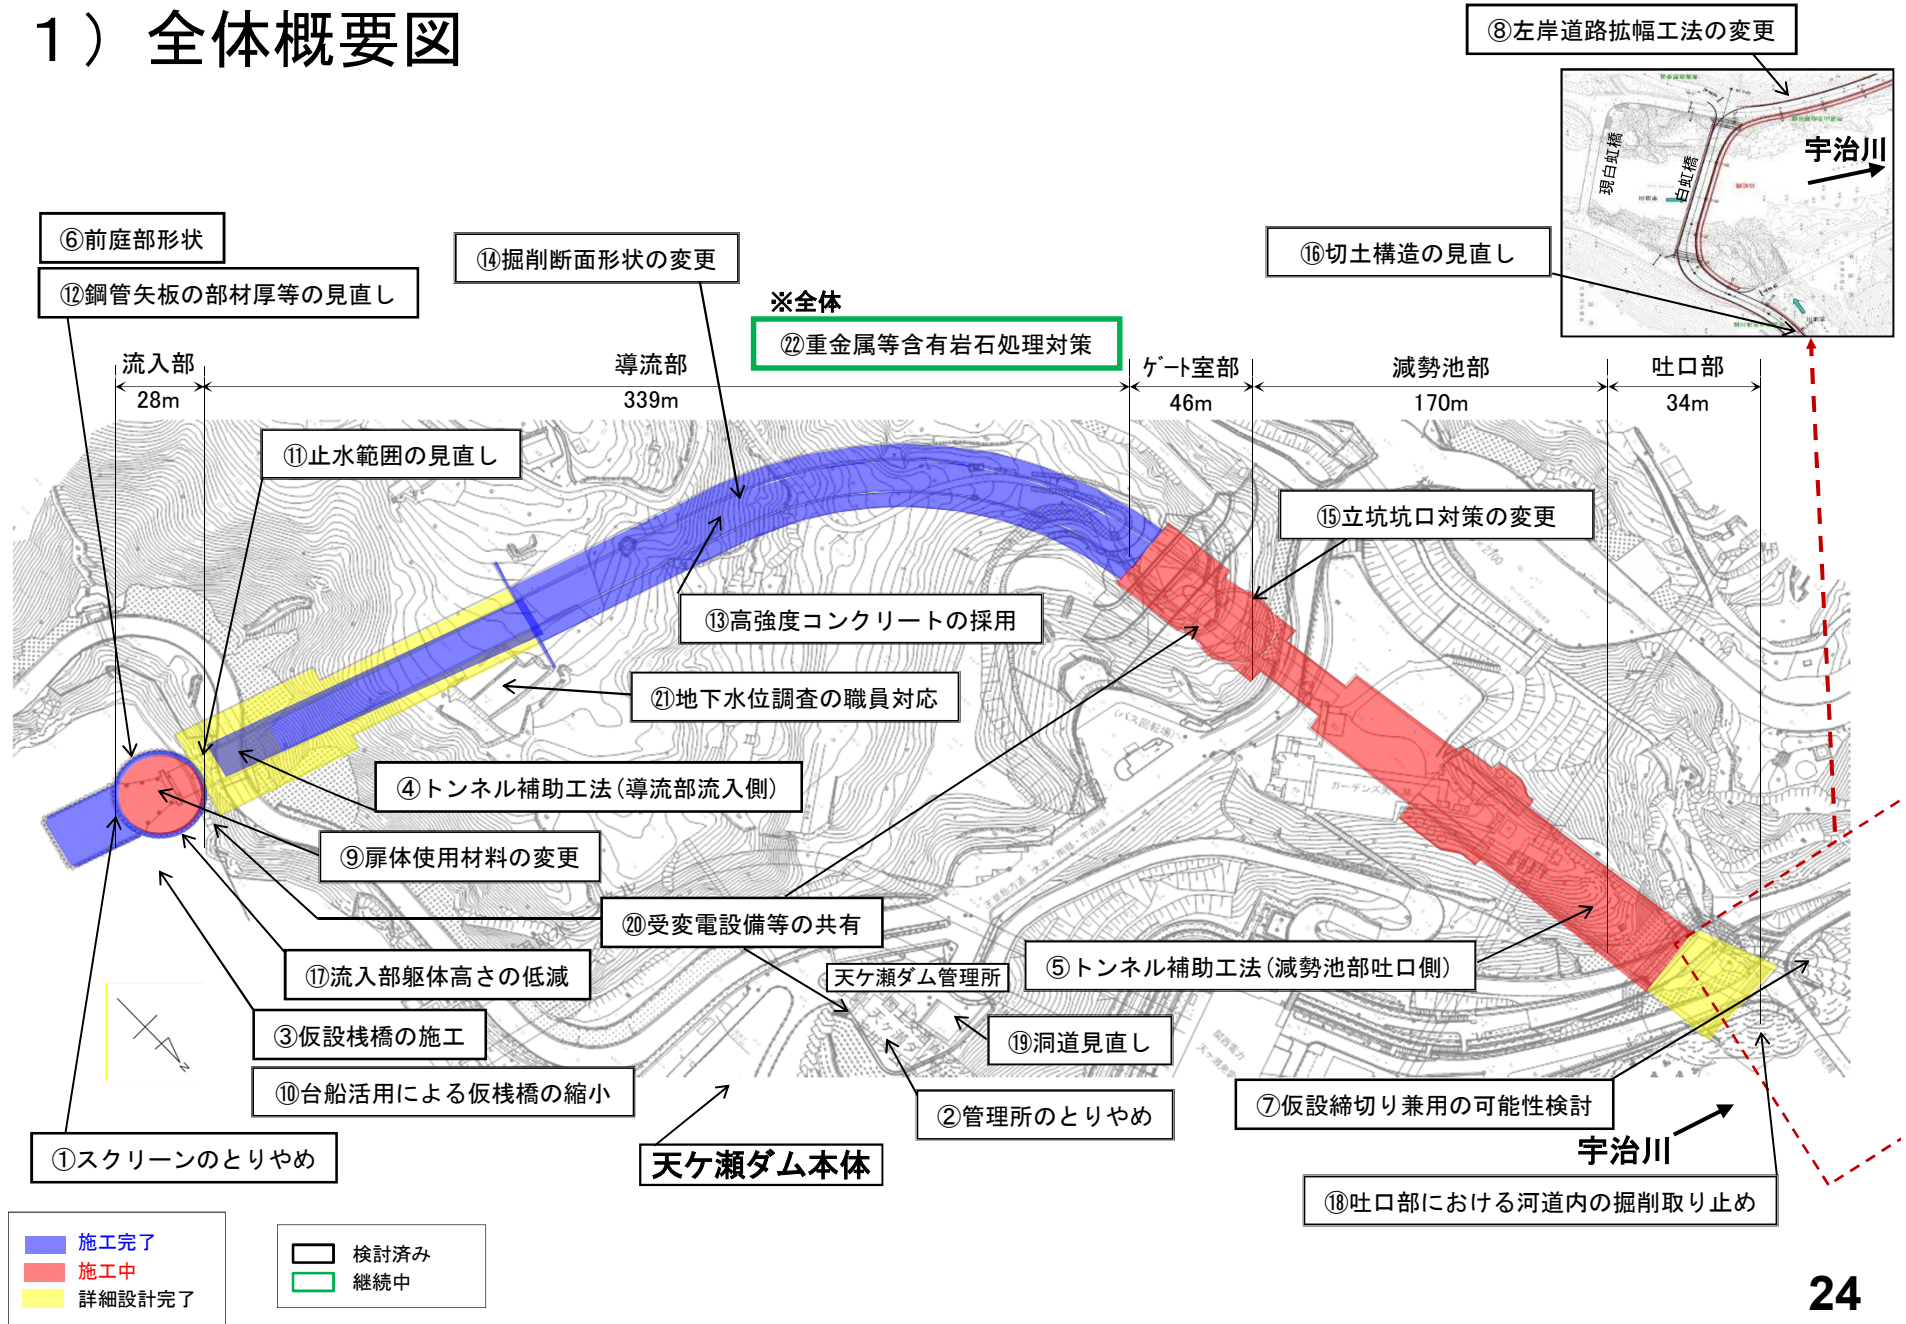 １）全体概要図
⑧左岸道路拡幅工法の変更
宇治川
現白虹橋
白虹橋
⑥前庭部形状
⑭掘削断面形状の変更
⑯切土構造の見直し
⑫鋼管矢板の部材厚等の見直し
※全体
㉒重金属等含有岩石処理対策
流入部
導流部
ｹﾞｰﾄ室部
減勢池部
吐口部
28m
339m
46m
170m
34m
⑪止水範囲の見直し
⑮立坑坑口対策の変更
⑬高強度コンクリートの採用
㉑地下水位調査の職員対応
(バス回転場)
④トンネル補助工法(導流部流入側)
⑨扉体使用材料の変更
⑳受変電設備等の共有
⑰流入部躯体高さの低減
天ケ瀬ダム管理所
⑤トンネル補助工法(減勢池部吐口側)
③仮設桟橋の施工
⑲洞道見直し
⑩台船活用による仮桟橋の縮小
②管理所のとりやめ
⑦仮設締切り兼用の可能性検討
①スクリーンのとりやめ
天ケ瀬ダム本体
宇治川
⑱吐口部における河道内の掘削取り止め
N
施工完了
施工中
詳細設計完了
検討済み
継続中
24